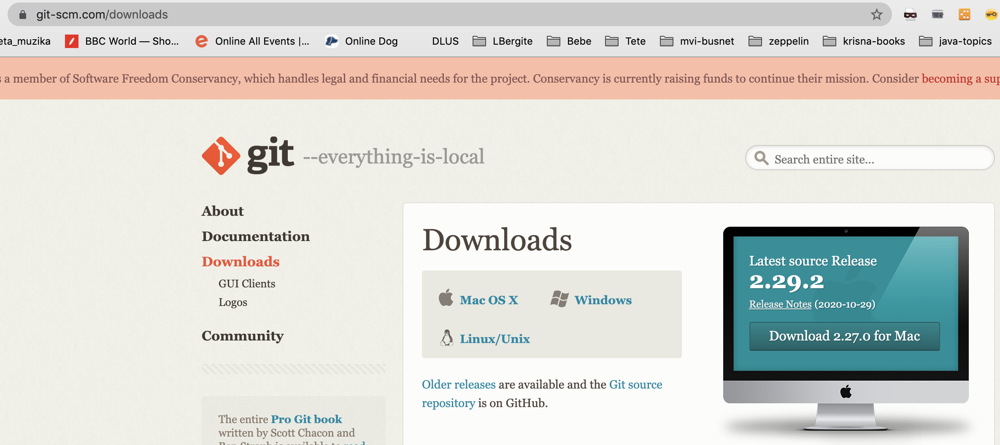 git-scm.com/downloads
eta_muzika BBC World — Sho... Online All Events |... Online Dog DLUS LBergite Bebe Tete mvi-busnet zeppelin krisna-books java-topics
a member of Software Freedom Conservancy, which handles legal and financial needs for the project. Conservancy is currently raising funds to continue their mission. Consider becoming a sup
git --everything-is-local
Search entire site...
About
Documentation
Downloads
GUI Clients
Logos
Community
The entire Pro Git book
written by Scott Chacon and
Downloads
Mac OS X Windows
Linux/Unix
Older releases are available and the Git source
repository is on GitHub.
Latest source Release
2.29.2
Release Notes (2020-10-29)
Download 2.27.0 for Mac